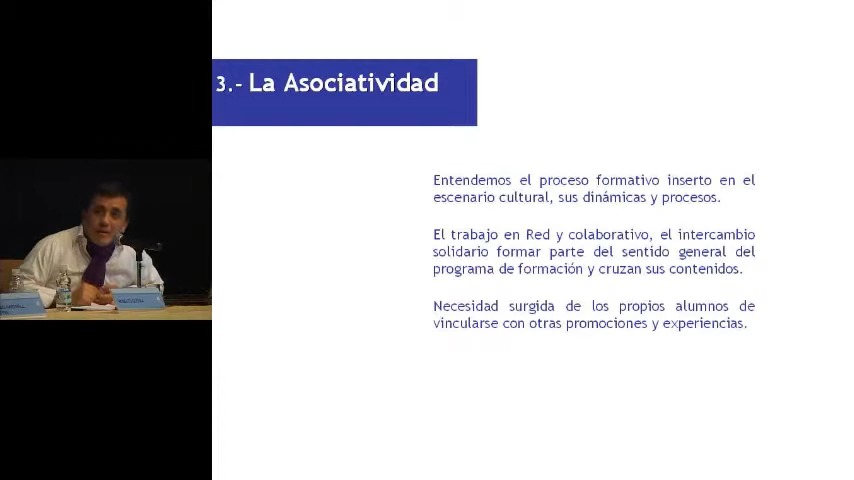 3.- La Asociatividad
Entendemos el proceso formativo inserto en el
escenario cultural, sus dinámicas y procesos.
El trabajo en Red y colaborativo, el intercambio
solidario formar parte del sentido general del
programa de formación y cruzan sus contenidos.
Necesidad surgida de los propios alumnos de
vincularse con otras promociones y experiencias.